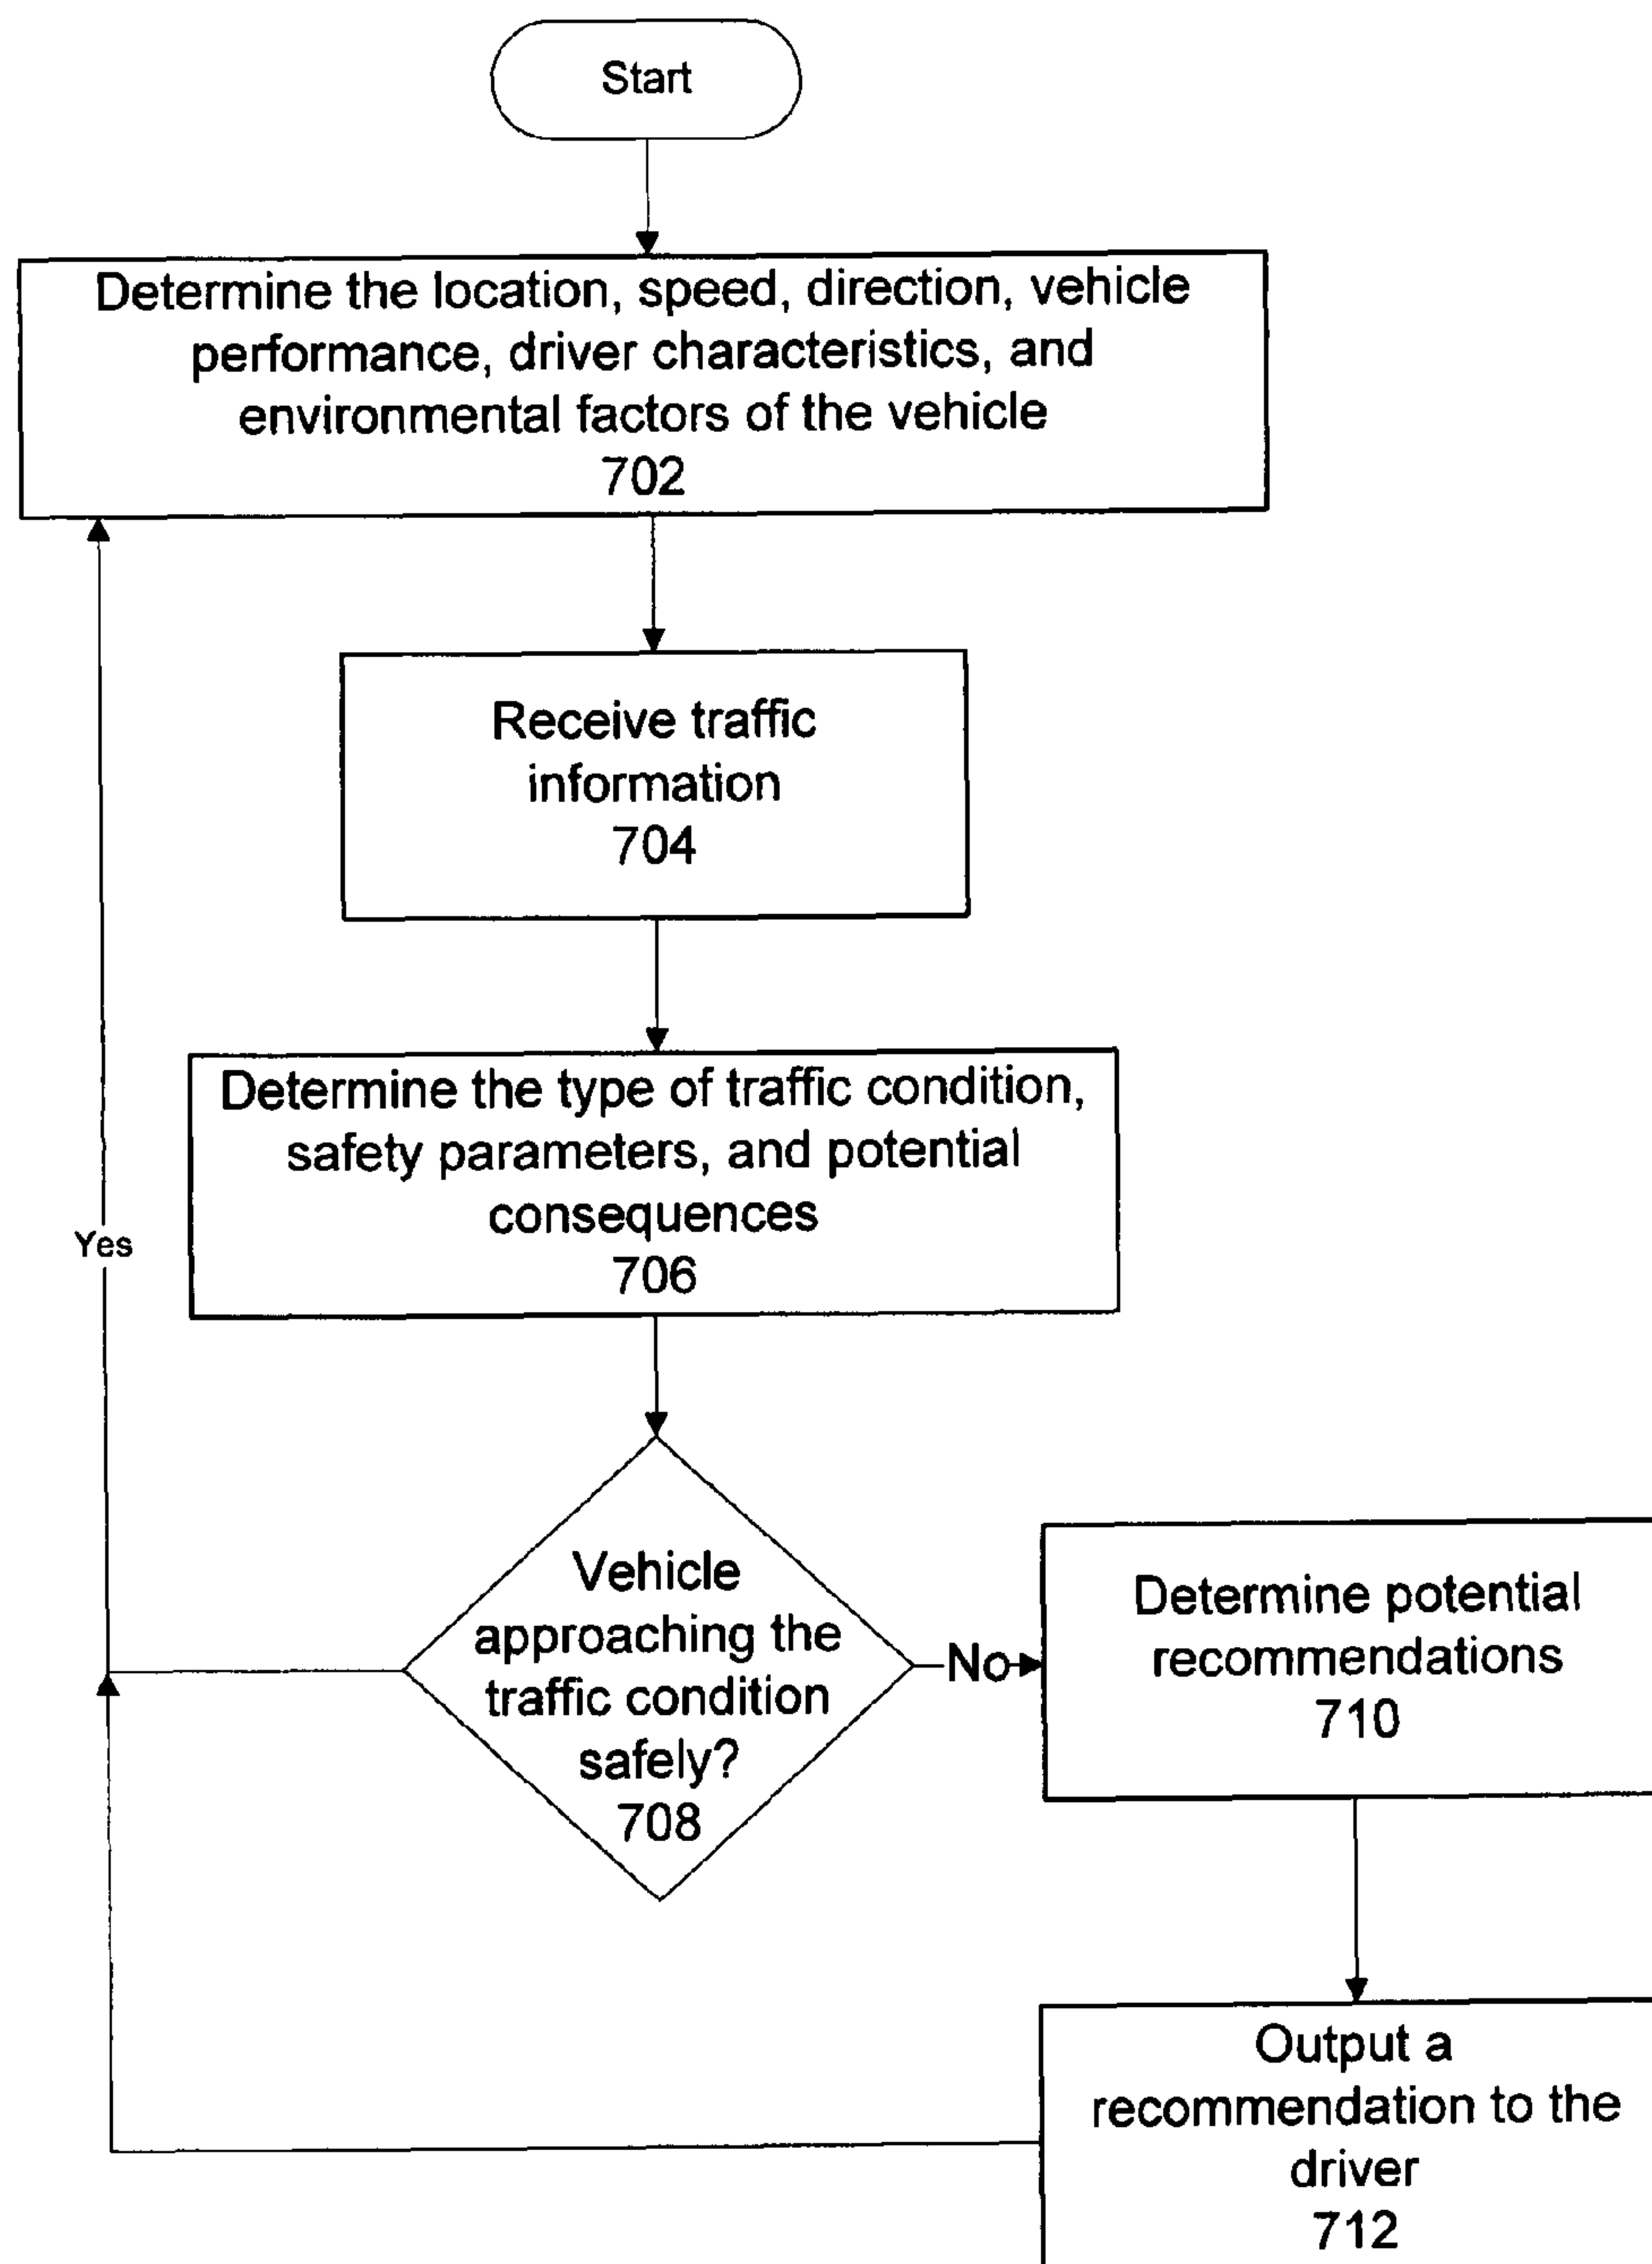 Start
Determine the location, speed, direction, vehicle
performance, driver characteristics, and
environmental factors of the vehicle
702
Receive traffic
information
704
Determine the type of traffic condition,
safety parameters, and potential
consequences
706
Yes
Vehicle
approaching the
traffic condition
safely?
708
No
Determine potential
recommendations
710
Output a
recommendation to the
driver
712